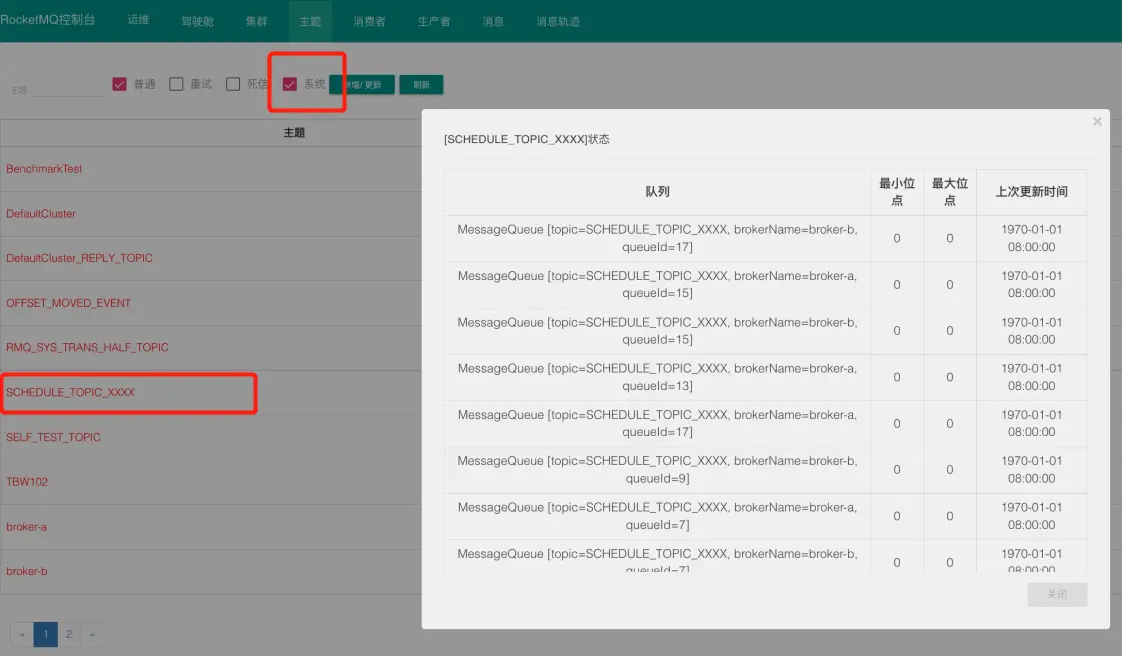 RocketMQ控制台 运维 驾驶舱 集群 主题 消费者 生产者 消息 消息轨迹
主题 普通 重试 死信 系统 新增/更新 刷新
主题
BenchmarkTest
DefaultCluster
DefaultCluster_REPLY_TOPIC
OFFSET_MOVED_EVENT
RMQ_SYS_TRANS_HALF_TOPIC
SCHEDULE_TOPIC_XXXX
SELF_TEST_TOPIC
TBW102
broker-a
broker-b
« 1 2 »
×
[SCHEDULE_TOPIC_XXXX]状态
队列 最小位点 最大位点 上次更新时间
MessageQueue [topic=SCHEDULE_TOPIC_XXXX, brokerName=broker-b, 0 0 1970-01-01
queueId=17] 08:00:00
MessageQueue [topic=SCHEDULE_TOPIC_XXXX, brokerName=broker-a, 0 0 1970-01-01
queueId=15] 08:00:00
MessageQueue [topic=SCHEDULE_TOPIC_XXXX, brokerName=broker-b, 0 0 1970-01-01
queueId=15] 08:00:00
MessageQueue [topic=SCHEDULE_TOPIC_XXXX, brokerName=broker-a, 0 0 1970-01-01
queueId=13] 08:00:00
MessageQueue [topic=SCHEDULE_TOPIC_XXXX, brokerName=broker-a, 0 0 1970-01-01
queueId=17] 08:00:00
MessageQueue [topic=SCHEDULE_TOPIC_XXXX, brokerName=broker-b, 0 0 1970-01-01
queueId=9] 08:00:00
MessageQueue [topic=SCHEDULE_TOPIC_XXXX, brokerName=broker-a, 0 0 1970-01-01
queueId=7] 08:00:00
MessageQueue [topic=SCHEDULE_TOPIC_XXXX, brokerName=broker-b, 0 0 1970-01-01
queueId=7] 08:00:00
关闭